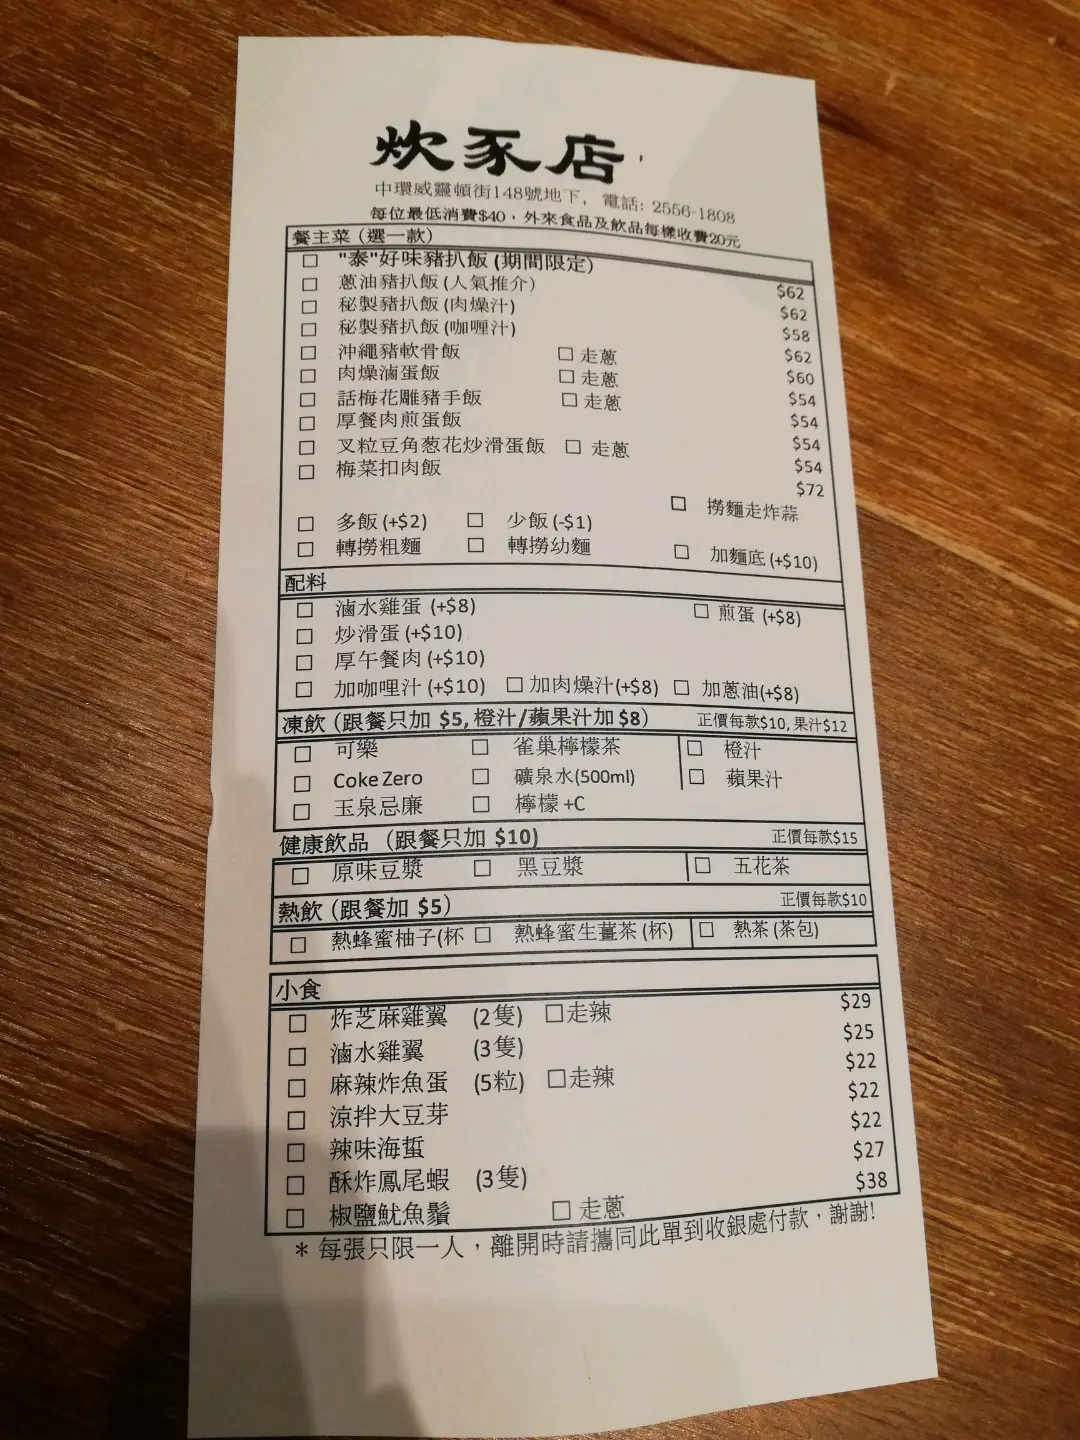 炊豕店
中環威靈頓街148號地下, 電話: 2556-1808
每位最低消費$40，外來食品及飲品每樣收費20元
餐主菜 (選一款)
☐ "泰"好味豬扒飯 (期間限定) $62
☐ 蔥油豬扒飯 (人氣推介) $62
☐ 秘製豬扒飯 (肉燥汁) $58
☐ 秘製豬扒飯 (咖喱汁) $62
☐ 沖繩豬軟骨飯 ☐ 走蔥 $60
☐ 肉燥滷蛋飯 ☐ 走蔥 $54
☐ 話梅花雕豬手飯 ☐ 走蔥 $54
☐ 厚餐肉煎蛋飯 $54
☐ 叉粒豆角葱花炒滑蛋飯 ☐ 走蔥 $54
☐ 梅菜扣肉飯 $72
☐ 撈麵走炸蒜
☐ 多飯 (+$2) ☐ 少飯 (-$1)
☐ 轉撈粗麵 ☐ 轉撈幼麵 ☐ 加麵底 (+$10)
配料
☐ 滷水雞蛋 (+$8) ☐ 煎蛋 (+$8)
☐ 炒滑蛋 (+$10)
☐ 厚午餐肉 (+$10)
☐ 加咖哩汁 (+$10) ☐ 加肉燥汁(+$8) ☐ 加蔥油(+$8)
凍飲 (跟餐只加 $5, 橙汁/蘋果汁加 $8) 正價每款$10, 果汁$12
☐ 可樂 ☐ 雀巢檸檬茶 ☐ 橙汁
☐ Coke Zero ☐ 礦泉水(500ml) ☐ 蘋果汁
☐ 玉泉忌廉 ☐ 檸檬 +C
健康飲品 (跟餐只加 $10) 正價每款$15
☐ 原味豆漿 ☐ 黑豆漿 ☐ 五花茶
熱飲 (跟餐加 $5) 正價每款$10
☐ 熱蜂蜜柚子(杯 ☐ 熱蜂蜜生薑茶 (杯) ☐ 熱茶 (茶包)
小食
☐ 炸芝麻雞翼 (2隻) ☐走辣 $29
☐ 滷水雞翼 (3隻) $25
☐ 麻辣炸魚蛋 (5粒) ☐走辣 $22
☐ 涼拌大豆芽 $22
☐ 辣味海蜇 $22
☐ 酥炸鳳尾蝦 (3隻) $27
☐ 椒鹽魷魚鬚 ☐ 走蔥 $38
* 每張只限一人，離開時請攜同此單到收銀處付款，謝謝!